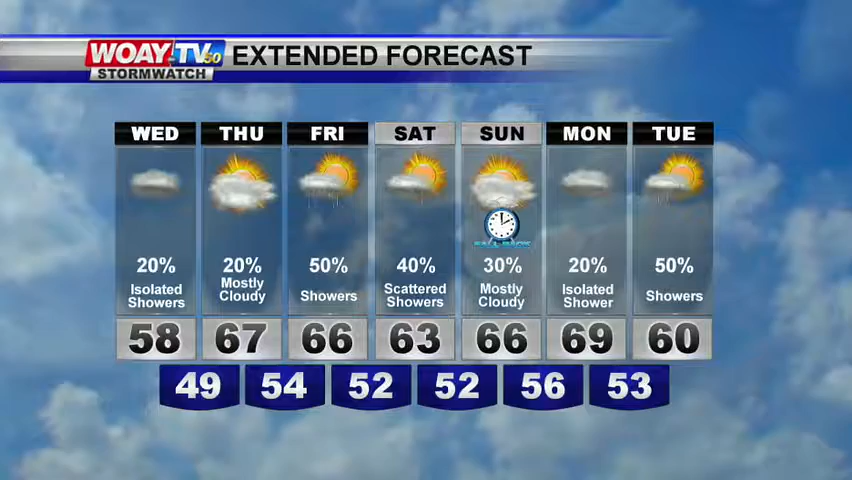 WOAY-TV 50
STORMWATCH
EXTENDED FORECAST
WED
THU
FRI
SAT
SUN
MON
TUE
FALL BACK
20%
20%
50%
40%
30%
20%
50%
Isolated
Showers
Mostly
Cloudy
Showers
Scattered
Showers
Mostly
Cloudy
Isolated
Shower
Showers
58
67
66
63
66
69
60
49
54
52
52
56
53